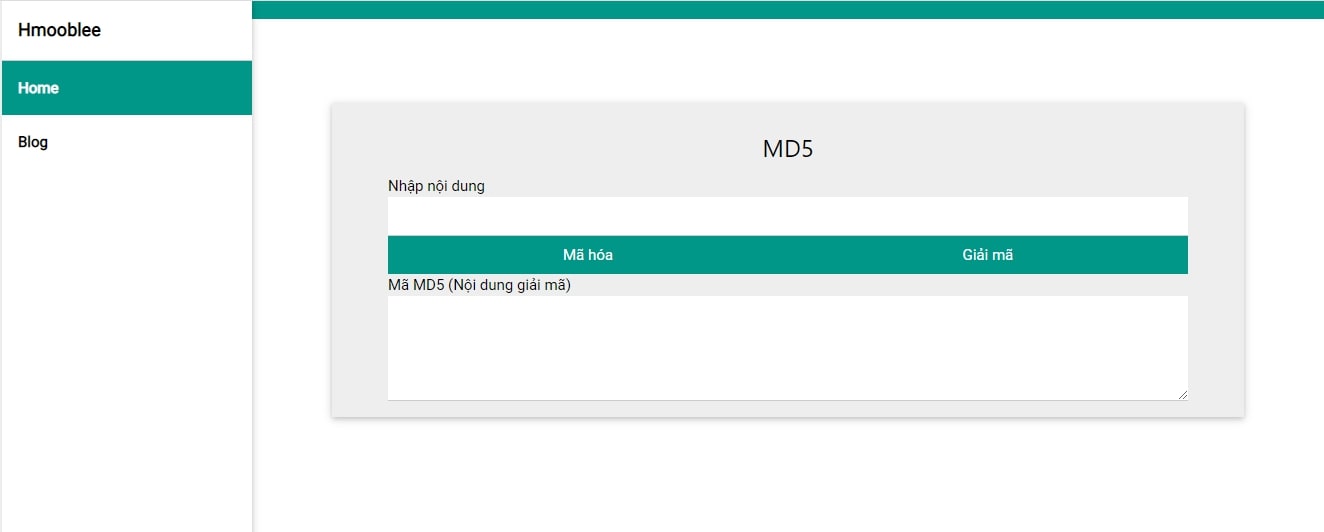 Hmooblee
Home
Blog
MD5
Nhập nội dung
Mã hóa
Giải mã
Mã MD5 (Nội dung giải mã)